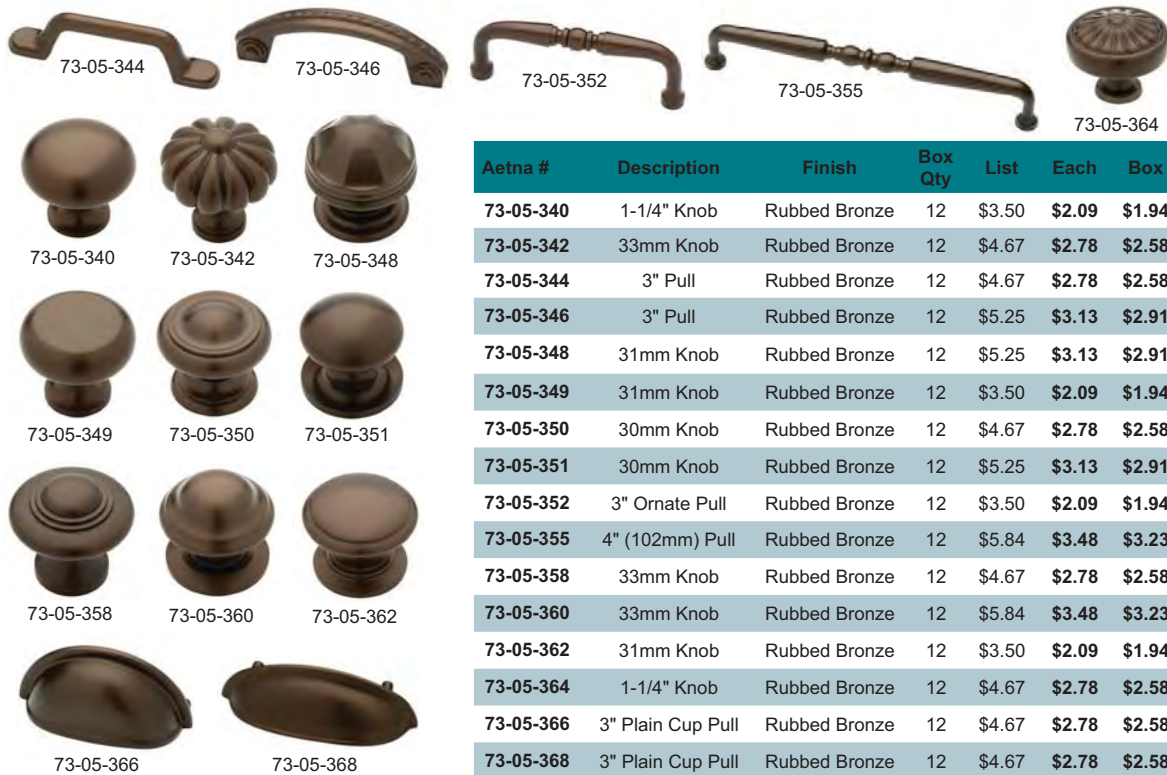 73-05-344
73-05-346
73-05-352
73-05-355
73-05-364
73-05-340
73-05-342
73-05-348
73-05-349
73-05-350
73-05-351
73-05-358
73-05-360
73-05-362
73-05-366
73-05-368
Aetna # Description Finish Box Qty List Each Box
73-05-340 1-1/4" Knob Rubbed Bronze 12 $3.50 $2.09 $1.94
73-05-342 33mm Knob Rubbed Bronze 12 $4.67 $2.78 $2.58
73-05-344 3" Pull Rubbed Bronze 12 $4.67 $2.78 $2.58
73-05-346 3" Pull Rubbed Bronze 12 $5.25 $3.13 $2.91
73-05-348 31mm Knob Rubbed Bronze 12 $5.25 $3.13 $2.91
73-05-349 31mm Knob Rubbed Bronze 12 $3.50 $2.09 $1.94
73-05-350 30mm Knob Rubbed Bronze 12 $4.67 $2.78 $2.58
73-05-351 30mm Knob Rubbed Bronze 12 $5.25 $3.13 $2.91
73-05-352 3" Ornate Pull Rubbed Bronze 12 $3.50 $2.09 $1.94
73-05-355 4" (102mm) Pull Rubbed Bronze 12 $5.84 $3.48 $3.23
73-05-358 33mm Knob Rubbed Bronze 12 $4.67 $2.78 $2.58
73-05-360 33mm Knob Rubbed Bronze 12 $5.84 $3.48 $3.23
73-05-362 31mm Knob Rubbed Bronze 12 $3.50 $2.09 $1.94
73-05-364 1-1/4" Knob Rubbed Bronze 12 $4.67 $2.78 $2.58
73-05-366 3" Plain Cup Pull Rubbed Bronze 12 $4.67 $2.78 $2.58
73-05-368 3" Plain Cup Pull Rubbed Bronze 12 $4.67 $2.78 $2.58